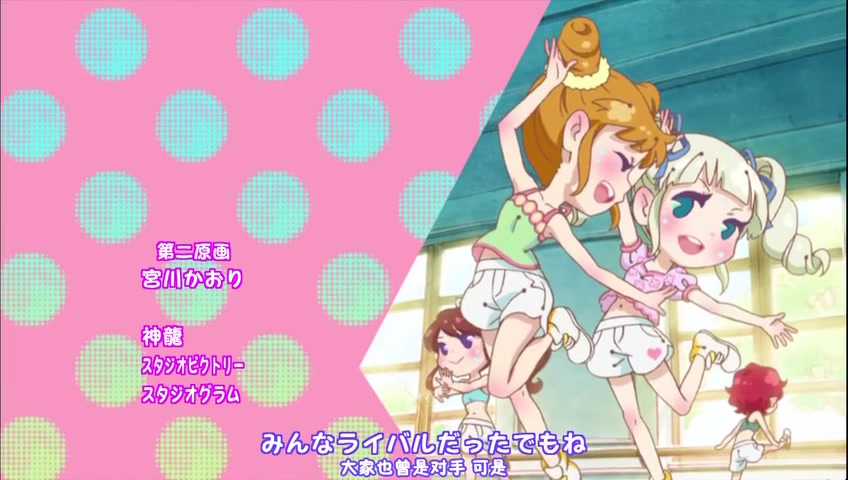 第二原画
宮川かおり
神龍
スタジオビクトリー
スタジオグラム
みんなライバルだったでもね
大家也曾是对手 可是